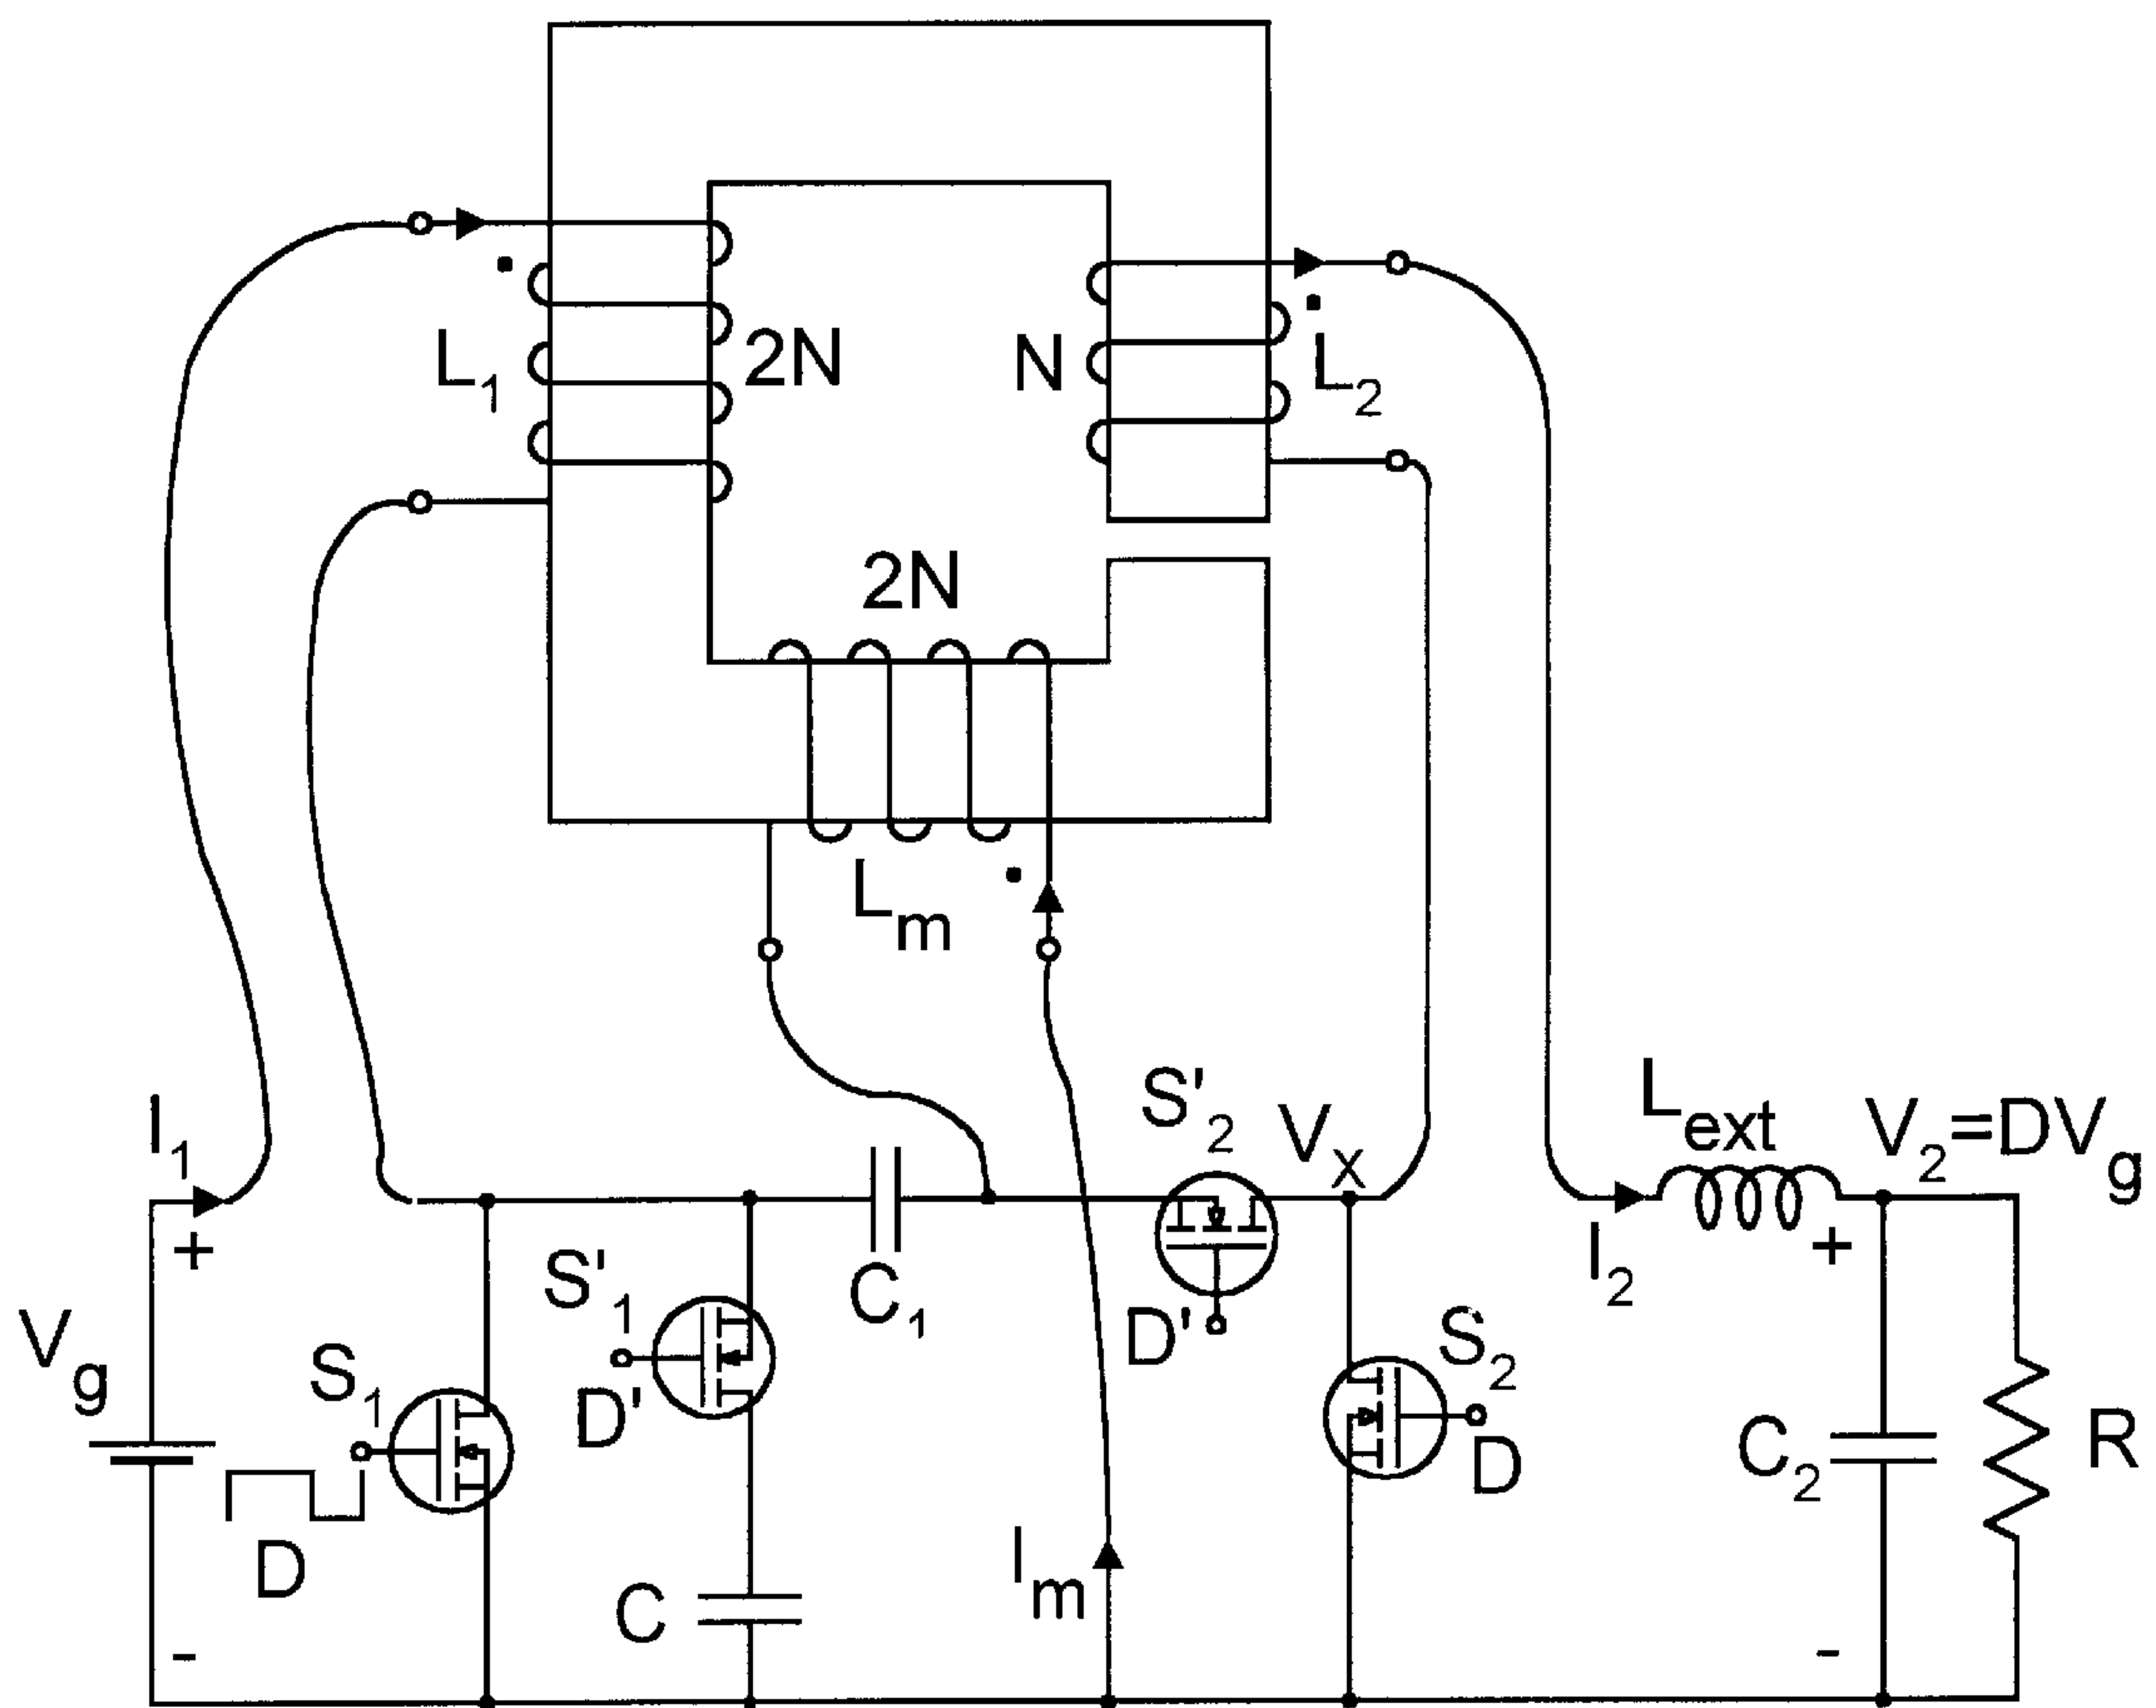 L1
2N
N
L2
2N
Lm
I1
+
Vg
-
S1
D
S'1
D'
C
C1
Im
S'2
D'
Vx
S2
D
Lext
I2
V2=DVg
+
C2
-
R